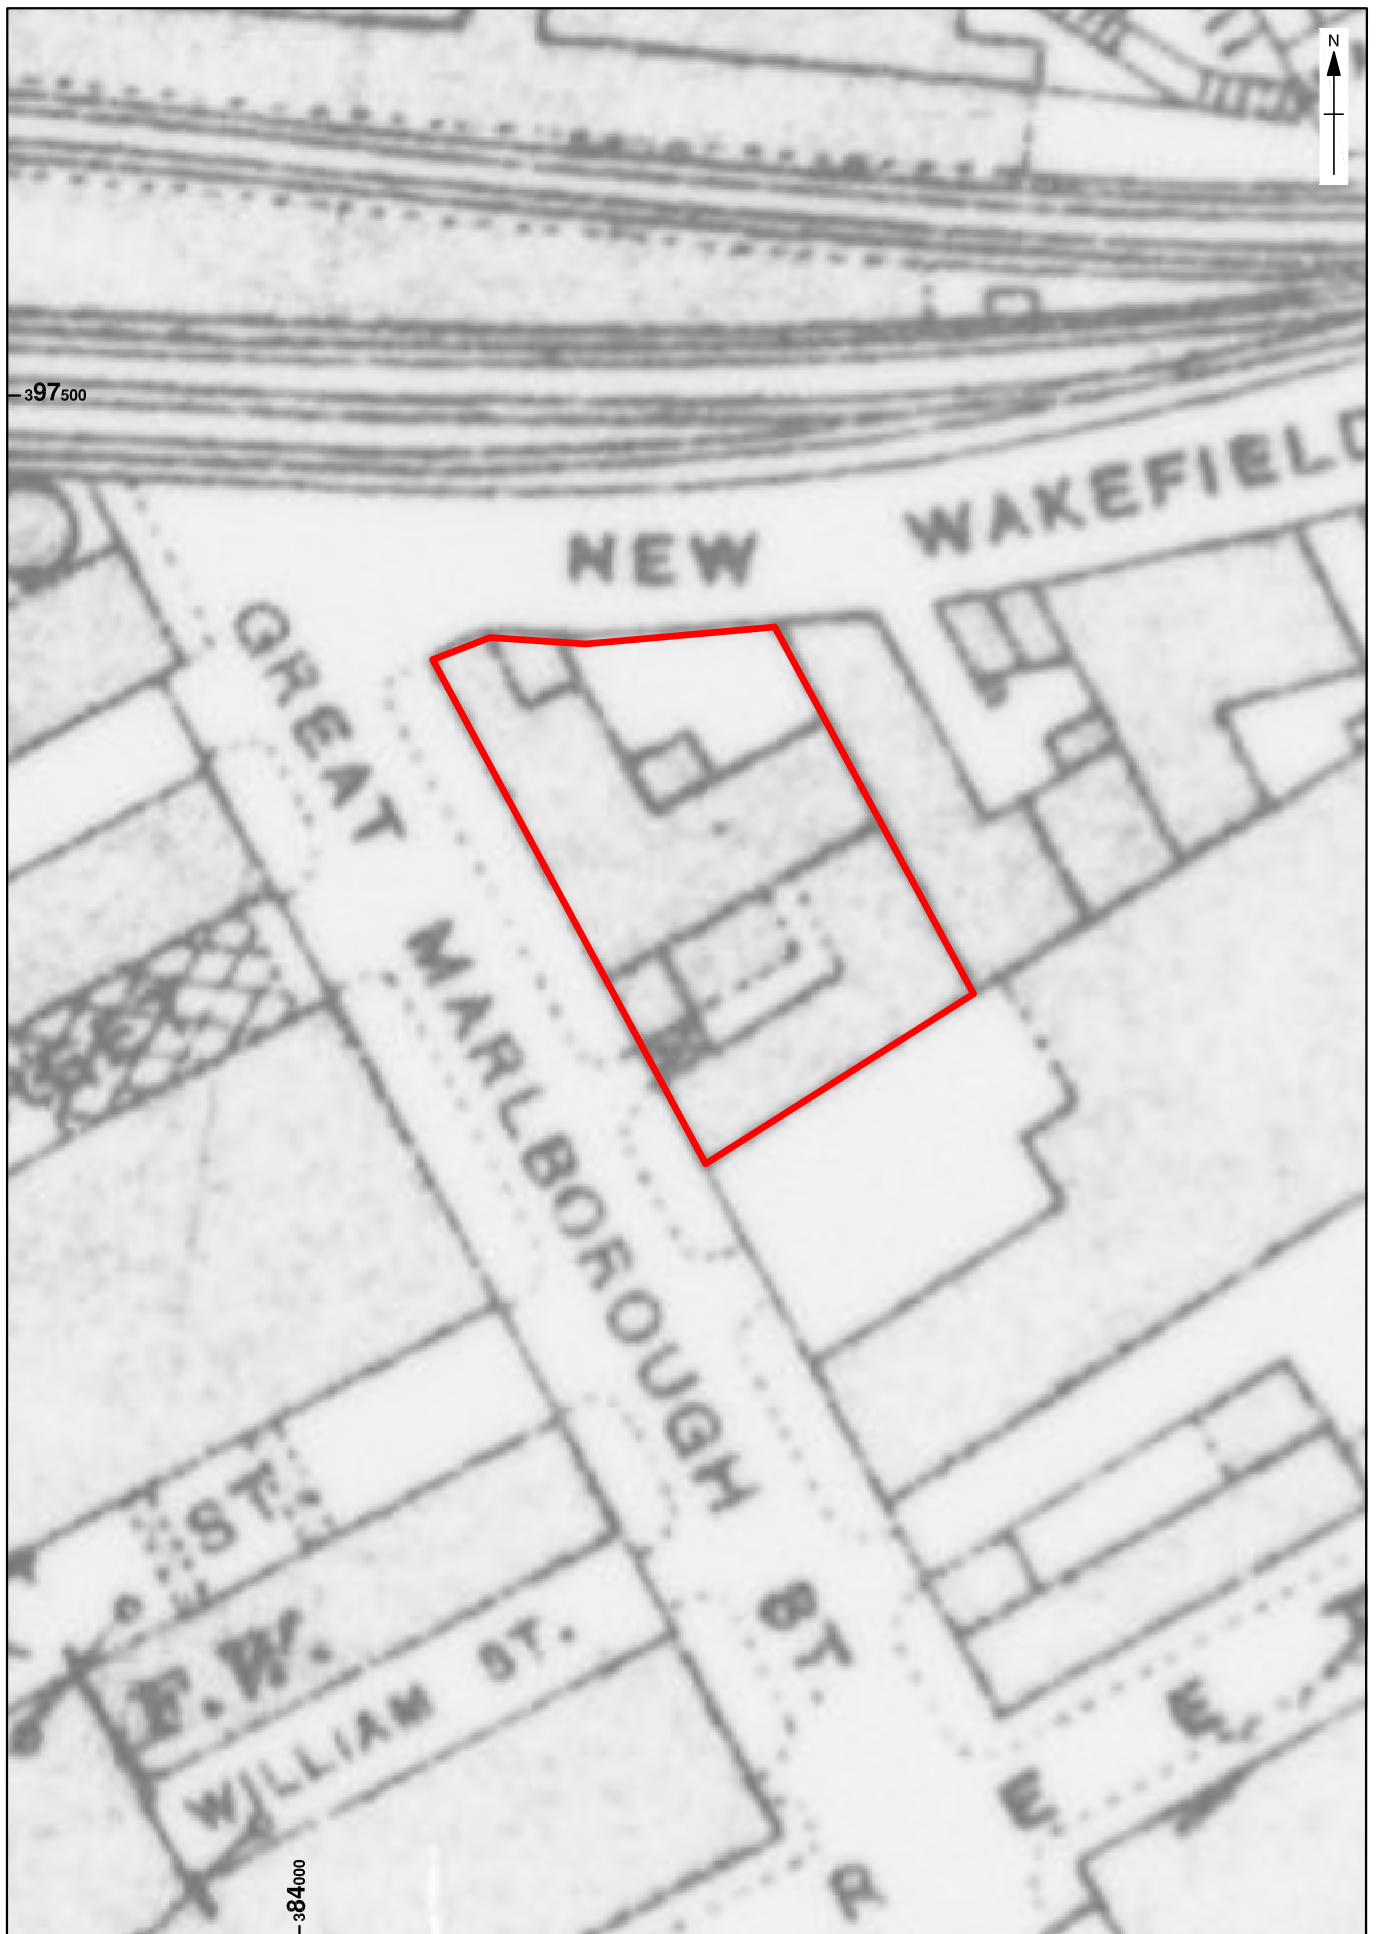 N
397500
NEW WAKEFIELD
GREAT MARLBOROUGH ST
ST.
F.W.
WILLIAM ST.
E.
E.
R
384000